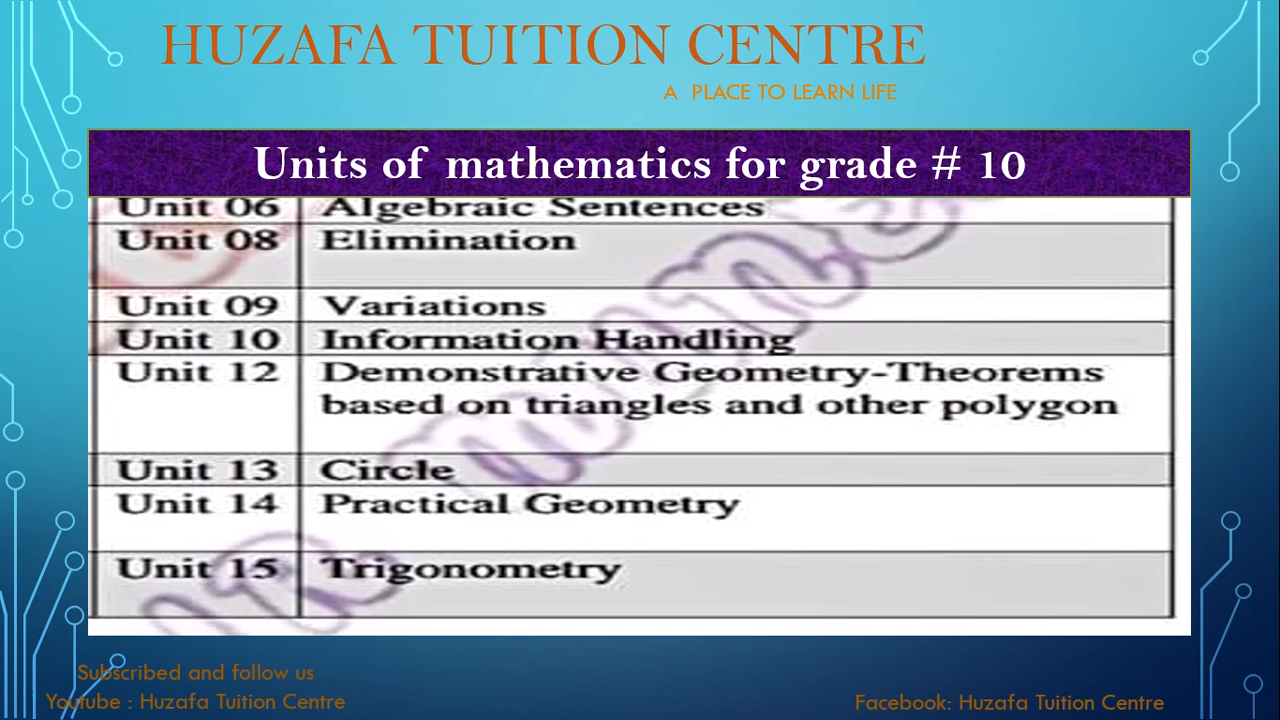 HUZAFA TUITION CENTRE
A PLACE TO LEARN LIFE
Units of mathematics for grade # 10
Unit 06 Algebraic Sentences
Unit 08 Elimination
Unit 09 Variations
Unit 10 Information Handling
Unit 12 Demonstrative Geometry-Theorems
based on triangles and other polygon
Unit 13 Circle
Unit 14 Practical Geometry
Unit 15 Trigonometry
Subscribed and follow us
Youtube : Huzafa Tuition Centre
Facebook: Huzafa Tuition Centre